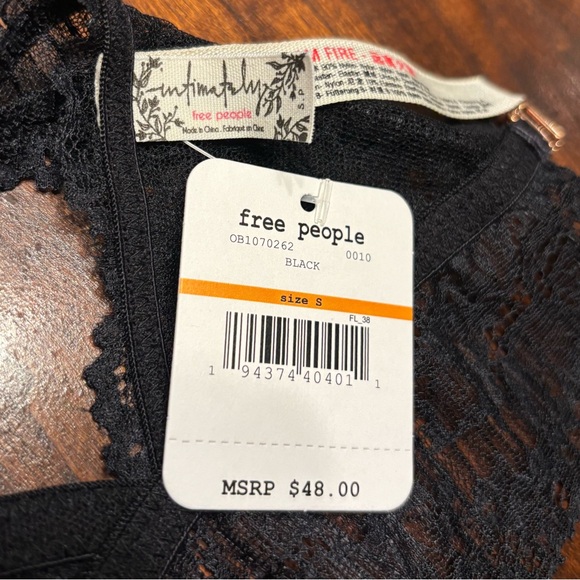 intimately
free people
Made in China . Fabriqué en Chine
S P
M FIRE -
free people
OB1070262
0010
BLACK
size S
FL_38
1 94374 40401 1
MSRP $48.00